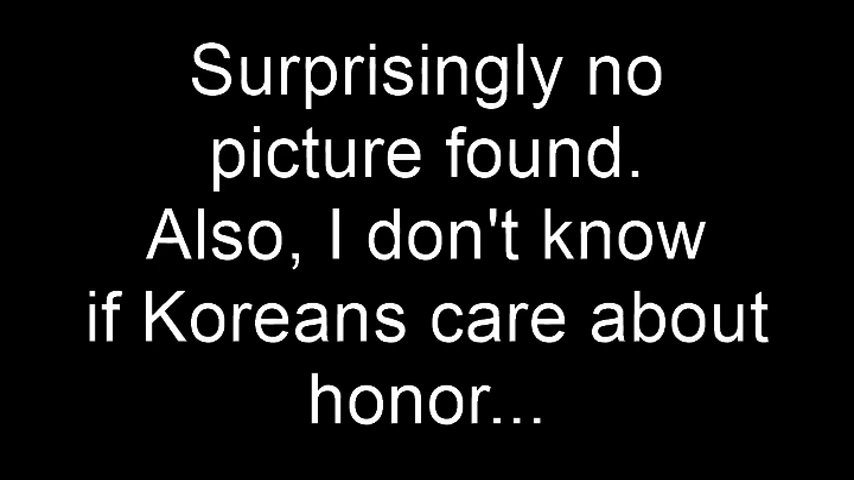 Surprisingly no
picture found.
Also, I don't know
if Koreans care about
honor...